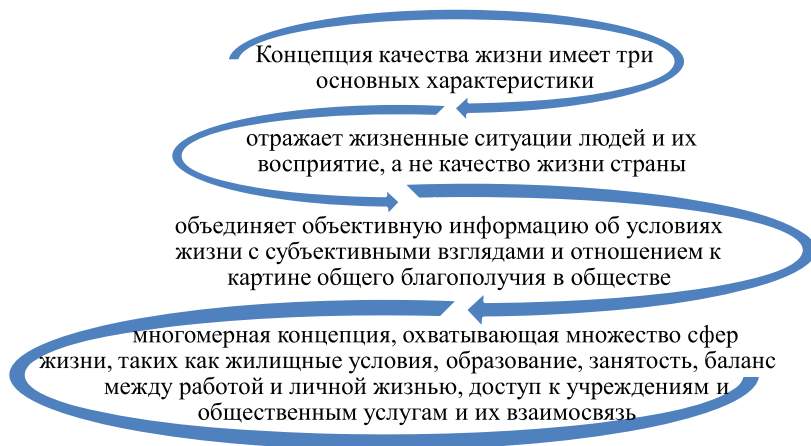 Концепция качества жизни имеет три
основных характеристики
отражает жизненные ситуации людей и их
восприятие, а не качество жизни страны
объединяет объективную информацию об условиях
жизни с субъективными взглядами и отношением к
картине общего благополучия в обществе
многомерная концепция, охватывающая множество сфер
жизни, таких как жилищные условия, образование, занятость, баланс
между работой и личной жизнью, доступ к учреждениям и
общественным услугам и их взаимосвязь